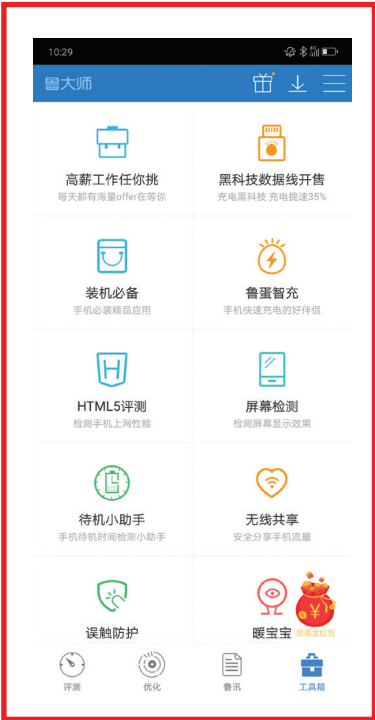 10:29
鲁大师
高薪工作任你挑
每天都有海量offer在等你
黑科技数据线开售
充电黑科技 充电提速35%
装机必备
手机必装精品应用
鲁蛋智充
手机快速充电的好伴侣
HTML5评测
检测手机上网性能
屏幕检测
检测屏幕显示效果
待机小助手
手机待机时间检测小助手
无线共享
安全分享手机流量
误触防护
暖宝宝
抢现金红包
评测
优化
鲁讯
工具箱